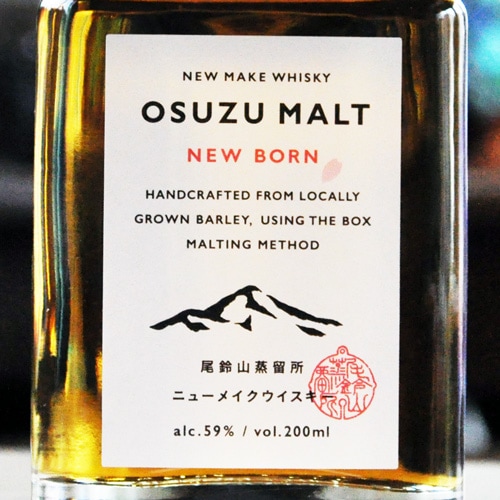 NEW MAKE WHISKY
OSUZU MALT
NEW BORN
HANDCRAFTED FROM LOCALLY
GROWN BARLEY, USING THE BOX
MALTING METHOD
尾鈴山蒸留所
ニューメイクウイスキー
alc.59% / vol.200ml